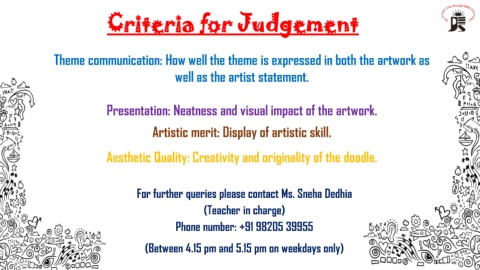 Criteria for Judgement
Theme communication: How well the theme is expressed in both the artwork as
well as the artist statement.
Presentation: Neatness and visual impact of the artwork.
Artistic merit: Display of artistic skill.
Aesthetic Quality: Creativity and originality of the doodle.
For further queries please contact Ms. Sneha Dedhia
(Teacher in charge)
Phone number: +91 98205 39955
(Between 4.15 pm and 5.15 pm on weekdays only)